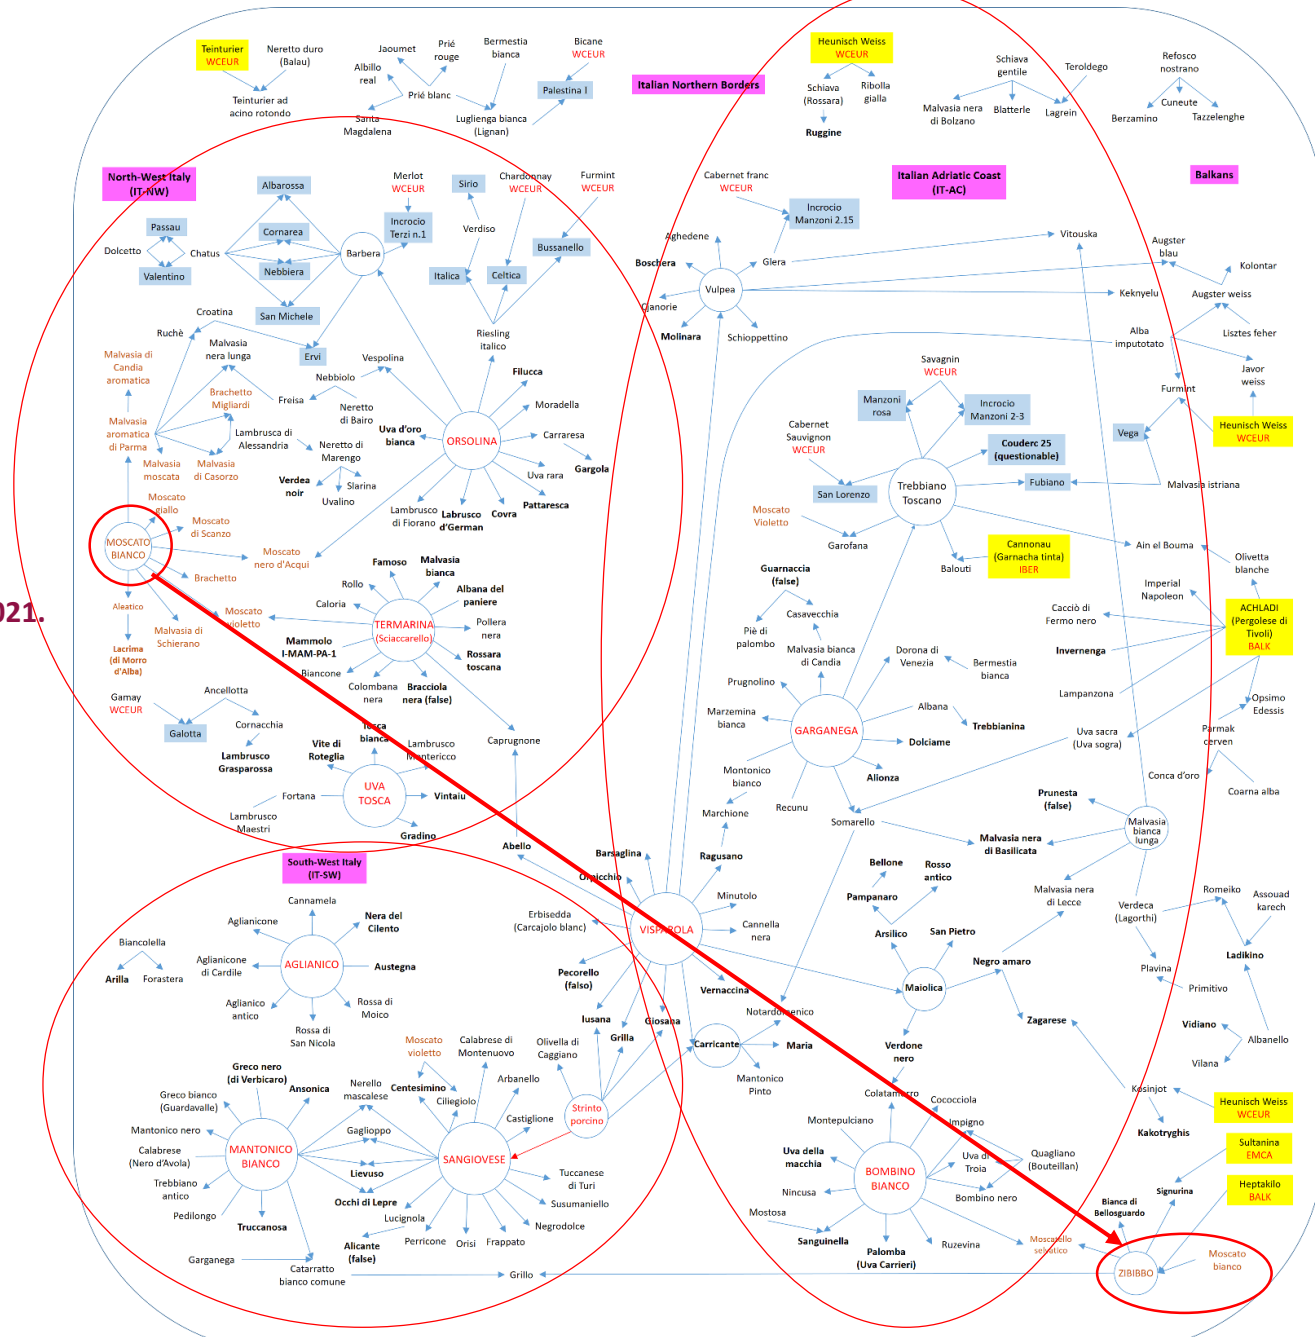 Teinturier
WCEUR
Neretto duro
(Balau)
Teinturier ad
acino rotondo
Jaoumet
Prié
rouge
Albillo
real
Prié blanc
Santa
Magdalena
Bermestia
bianca
Luglienga bianca
(Lignan)
Bicane
WCEUR
Palestina I
Italian Northern Borders
Heunisch Weiss
WCEUR
Schiava
(Rossara)
Ribolla
gialla
Ruggine
Schiava
gentile
Teroldego
Malvasia nera
di Bolzano
Blatterle
Lagrein
Refosco
nostrano
Berzamino
Cuneute
Tazzelenghe
North-West Italy
(IT-NW)
Albarossa
Passau
Dolcetto
Valentino
Chatus
Cornarea
Nebbiera
San Michele
Barbera
Merlot
WCEUR
Incrocio
Terzi n.1
Sirio
Verdiso
Italica
Chardonnay
WCEUR
Celtica
Furmint
WCEUR
Bussanello
Riesling
italico
Croatina
Ruchè
Ervi
Malvasia
nera lunga
Malvasia di
Candia
aromatica
Brachetto
Migliardi
Malvasia
aromatica
di Parma
Malvasia
moscata
Malvasia
di Casorzo
Lambrusca di
Alessandria
Freisa
Nebbiolo
Vespolina
Neretto
di Bairo
Neretto di
Marengo
Verdea
noir
Slarina
Uvalino
Uva d'oro
bianca
ORSOLINA
Filucca
Moradella
Carraresa
Gargola
Uva rara
Pattaresca
Covra
Labrusco
d'German
Lambrusco
di Fiorano
MOSCATO
BIANCO
Moscato
giallo
Moscato
di Scanzo
Moscato
nero d'Acqui
Brachetto
Moscato
violetto
Malvasia di
Schierano
Aleatico
Lacrima
(di Morro
d'Alba)
021.
TERMARINA
(Sciaccarello)
Famoso
Malvasia
bianca
Rollo
Caloria
Albana del
paniere
Pollera
nera
Rossara
toscana
Mammolo
I-MAM-PA-1
Biancone
Colombana
nera
Bracciola
nera (false)
Caprugnone
Gamay
WCEUR
Ancellotta
Galotta
Cornacchia
Lambrusco
Grasparossa
Vite di
Roteglia
Tosca
bianca
Lambrusco
Montericco
UVA
TOSCA
Fortana
Lambrusco
Maestri
Vintaiu
Gradino
Abello
Italian Adriatic Coast
(IT-AC)
Balkans
Cabernet franc
WCEUR
Incrocio
Manzoni 2.15
Aghedene
Boschera
Glera
Vulpea
Molinara
Schioppettino
Vitouska
Augster
blau
Kolontar
Keknyelu
Augster weiss
Alba
imputotato
Lisztes feher
Javor
weiss
Furmint
Heunisch Weiss
WCEUR
Vega
Malvasia istriana
Savagnin
WCEUR
Manzoni
rosa
Incrocio
Manzoni 2-3
Cabernet
Sauvignon
WCEUR
Couderc 25
(questionable)
Trebbiano
Toscano
San Lorenzo
Fubiano
Moscato
Violetto
Garofana
Balouti
Cannonau
(Garnacha tinta)
IBER
Ain el Bouma
Olivetta
blanche
Imperial
Napoleon
ACHLADI
(Pergolese di
Tivoli)
BALK
Cacciò di
Fermo nero
Invernenga
Lampanzona
Opsimo
Edessis
Uva sacra
(Uva sogra)
Parmak
cerven
Conca d'oro
Coarna alba
Guarnaccia
(false)
Casavecchia
Piè di
palombo
Malvasia bianca
di Candia
Dorona di
Venezia
Bermestia
bianca
Prugnolino
Marzemina
bianca
GARGANEGA
Albana
Trebbianina
Dolciame
Alionza
Montonico
bianco
Recunu
Marchione
Somarello
Prunesta
(false)
Malvasia
bianca
lunga
Malvasia nera
di Basilicata
Malvasia nera
di Lecce
Verdeca
(Lagorthi)
Romeiko
Assouad
karech
Ladikino
Plavina
Primitivo
Vidiano
Albanello
Vilana
South-West Italy
(IT-SW)
Cannamela
Aglianicone
Nera del
Cilento
Biancolella
Arilla
Forastera
Aglianicone
di Cardile
AGLIANICO
Austegna
Aglianico
antico
Rossa di
San Nicola
Rossa di
Moico
Barsaglina
Orpicchio
Ragusano
Erbisedda
(Carcajolo blanc)
VISPAROLA
Minutolo
Cannella
nera
Pecorello
(falso)
Vernaccina
Iusana
Giosana
Grilla
Carricante
Notardomenico
Maria
Mantonico
Pinto
Bellone
Rosso
antico
Pampanaro
Arsilico
San Pietro
Maiolica
Negro amaro
Zagarese
Verdone
nero
Kosinjot
Kakotryghis
Heunisch Weiss
WCEUR
Sultanina
EMCA
Heptakilo
BALK
Greco nero
(di Verbicaro)
Greco bianco
(Guardavalle)
Ansonica
Mantonico nero
Calabrese
(Nero d'Avola)
MANTONICO
BIANCO
Trebbiano
antico
Pedilongo
Truccanosa
Nerello
mascalese
Gaglioppo
Lievuso
Occhi di Lepre
Moscato
violetto
Calabrese di
Montenuovo
Olivella di
Caggiano
Centesimino
Ciliegiolo
Arbanello
Castiglione
Strinto
porcino
SANGIOVESE
Tuccanese
di Turi
Susumaniello
Negrodolce
Frappato
Orisi
Perricone
Lucignola
Alicante
(false)
Garganega
Catarratto
bianco comune
Grillo
Colatamurro
Cococciola
Montepulciano
Impigno
Uva della
macchia
Uva di
Troia
Quagliano
(Bouteillan)
BOMBINO
BIANCO
Bombino nero
Nincusa
Mostosa
Sanguinella
Palomba
(Uva Carrieri)
Ruzevina
Moscatello
selvatico
Bianca di
Bellosguardo
Signurina
ZIBIBBO
Moscato
bianco